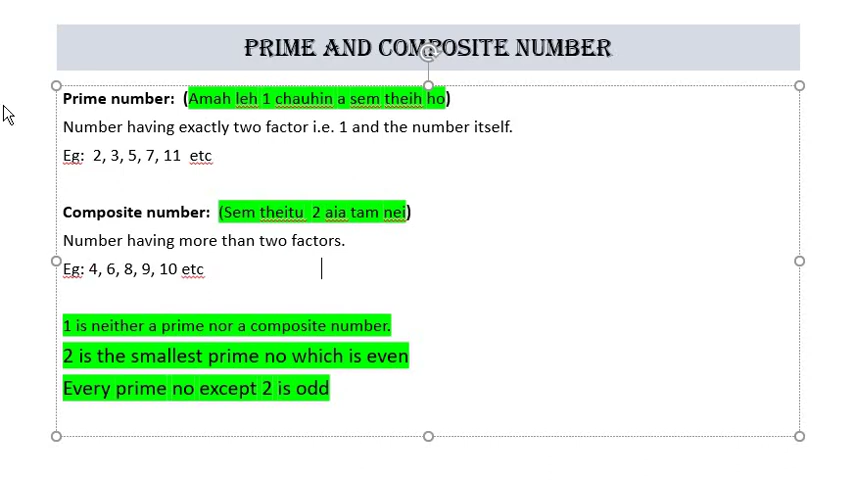 PRIME AND COMPOSITE NUMBER
Prime number: (Amah leh 1 chauhin a sem theih ho)
Number having exactly two factor i.e. 1 and the number itself.
Eg: 2, 3, 5, 7, 11 etc
Composite number: (Sem theitu 2 aia tam nei)
Number having more than two factors.
Eg: 4, 6, 8, 9, 10 etc
1 is neither a prime nor a composite number.
2 is the smallest prime no which is even
Every prime no except 2 is odd